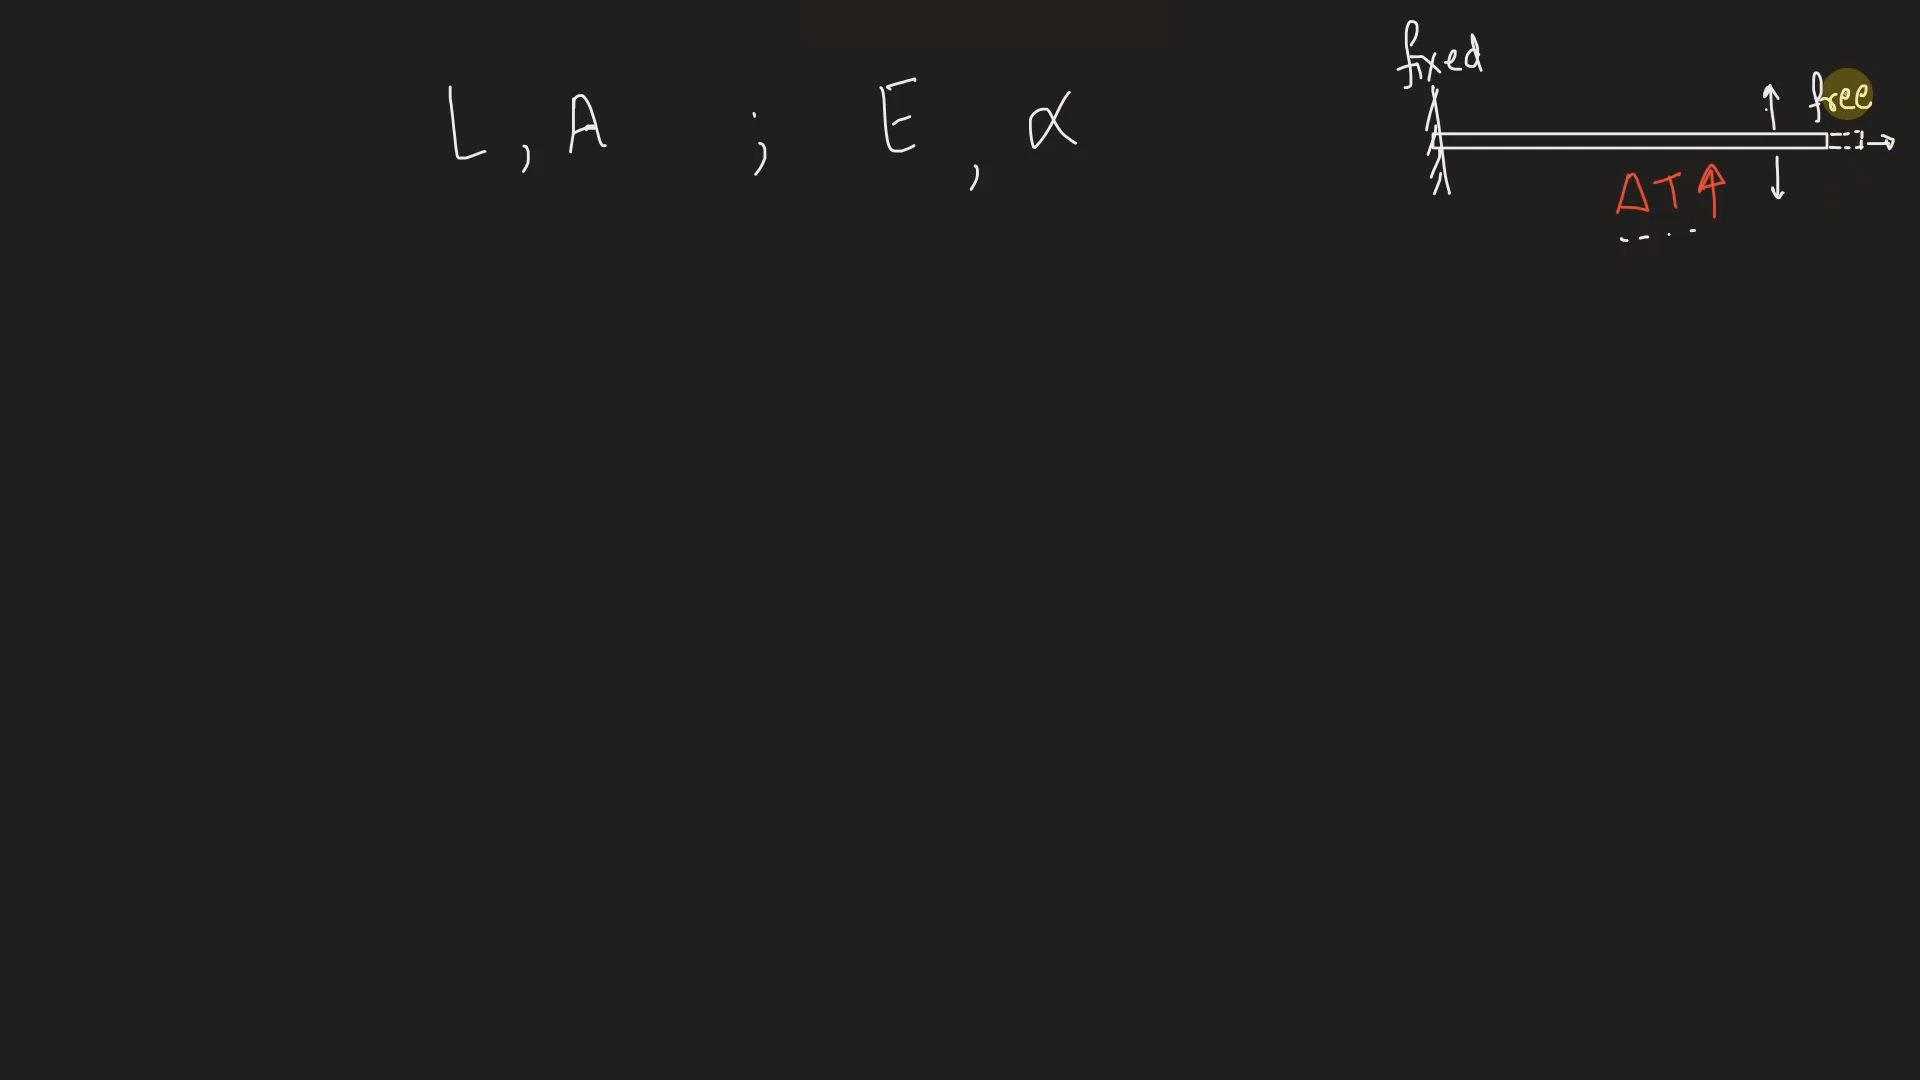 fixed
L, A ; E, α
free
ΔT↑